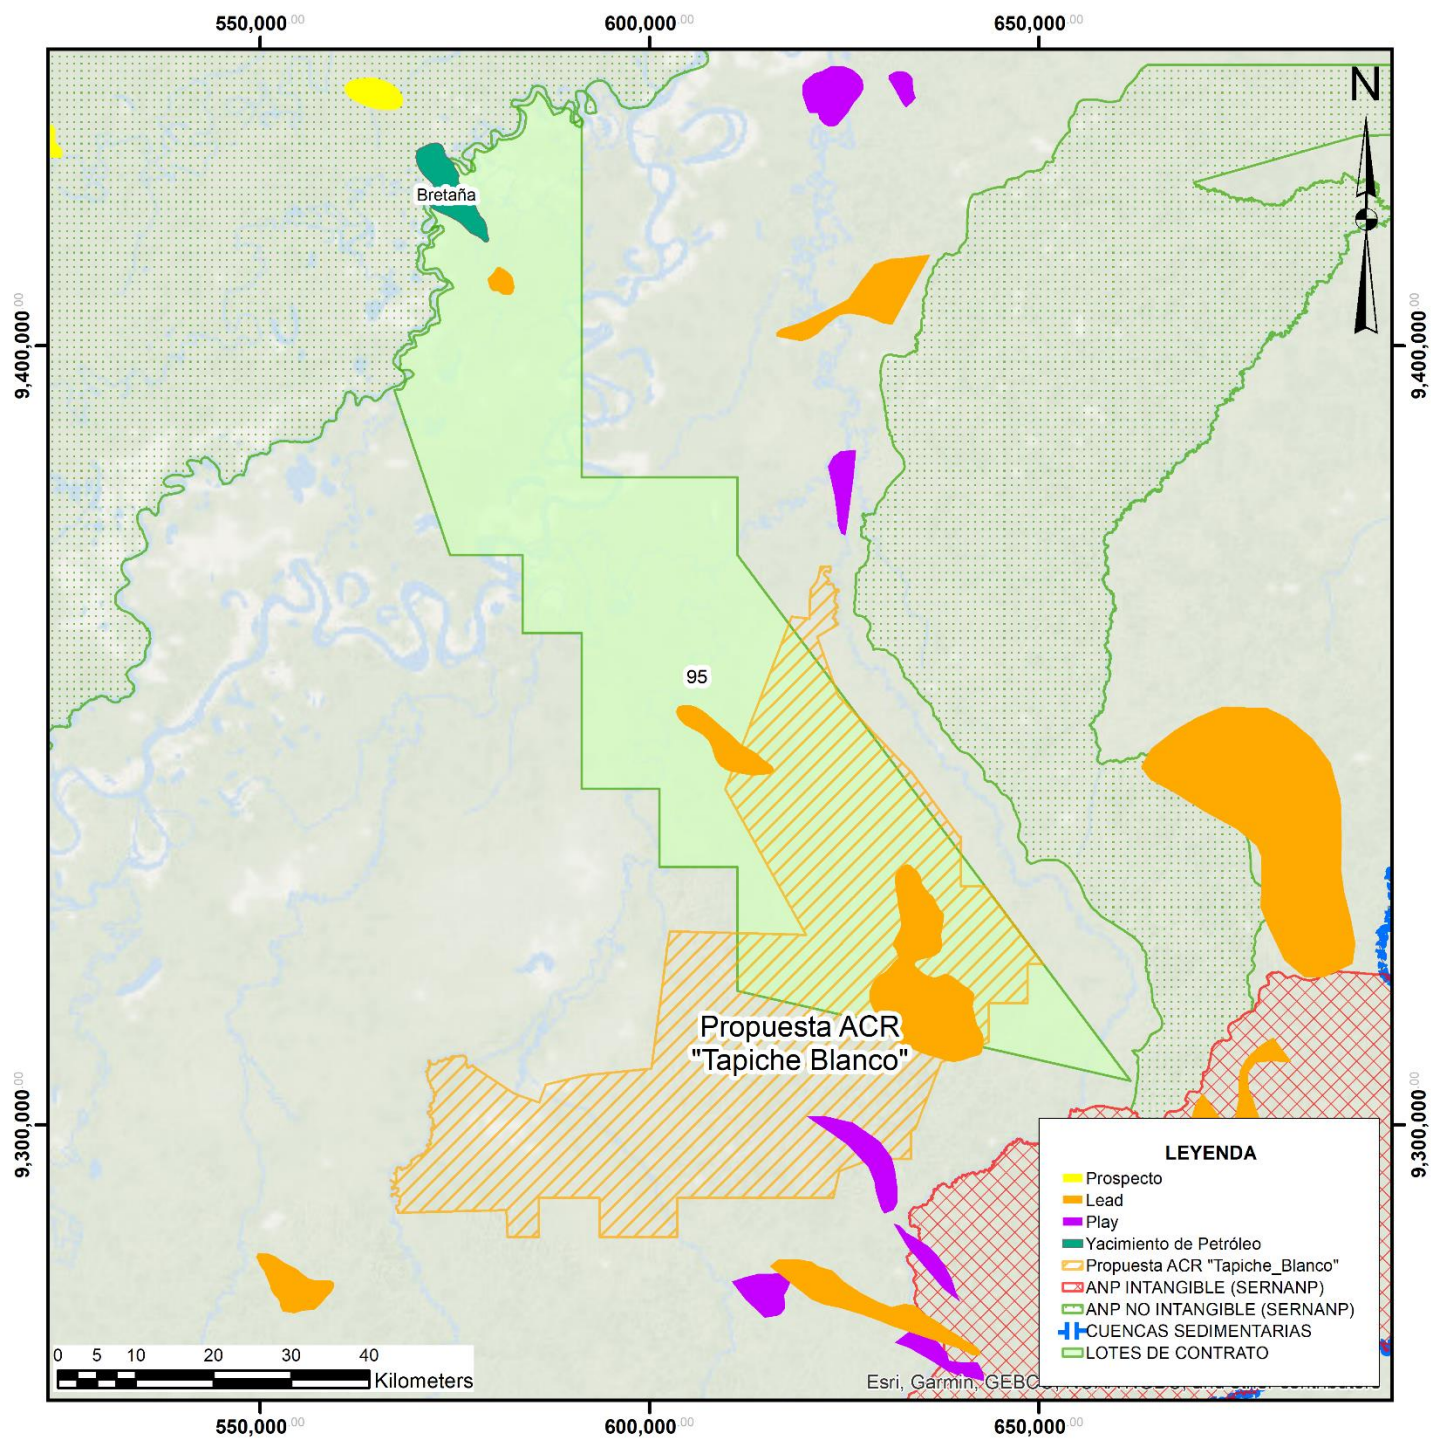 550,000.00 600,000.00 650,000.00
N
Bretaña
9,400,000.00 9,400,000.00
95
Propuesta ACR
"Tapiche Blanco"
9,300,000.00 9,300,000.00
LEYENDA
Prospecto
Lead
Play
Yacimiento de Petróleo
Propuesta ACR "Tapiche_Blanco"
ANP INTANGIBLE (SERNANP)
ANP NO INTANGIBLE (SERNANP)
CUENCAS SEDIMENTARIAS
LOTES DE CONTRATO
0 5 10 20 30 40
Kilometers
Esri, Garmin, GEBC
550,000.00 600,000.00 650,000.00